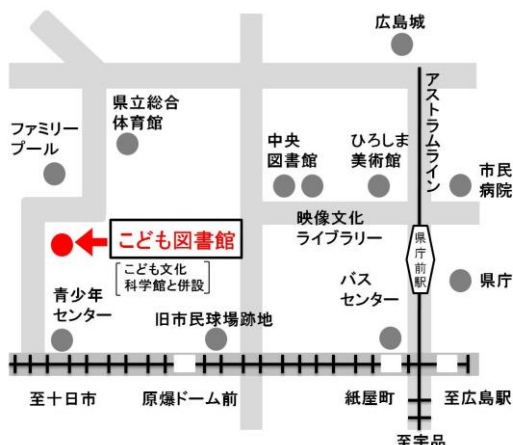 広島城
アストラムライン
県立総合
体育館
ファミリー
プール
中央
図書館
ひろしま
美術館
市民
病院
映像文化
ライブラリー
こども図書館
こども文化
科学館と併設
県庁前駅
県庁
バス
センター
青少年
センター
旧市民球場跡地
至十日市
原爆ドーム前
紙屋町
至広島駅
至宇品